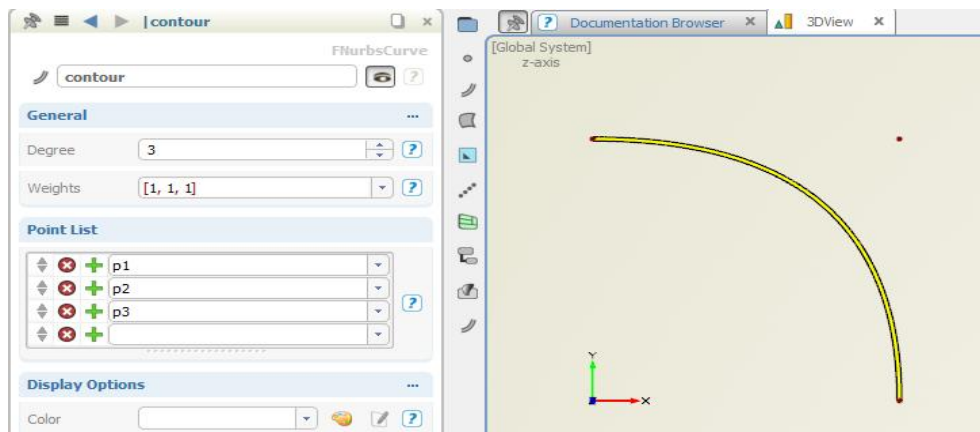 |contour
FNurbsCurve
contour
General
Degree
3
Weights
[1, 1, 1]
Point List
p1
p2
p3
Display Options
Color
Documentation Browser
3DView
[Global System]
z-axis
Y
X